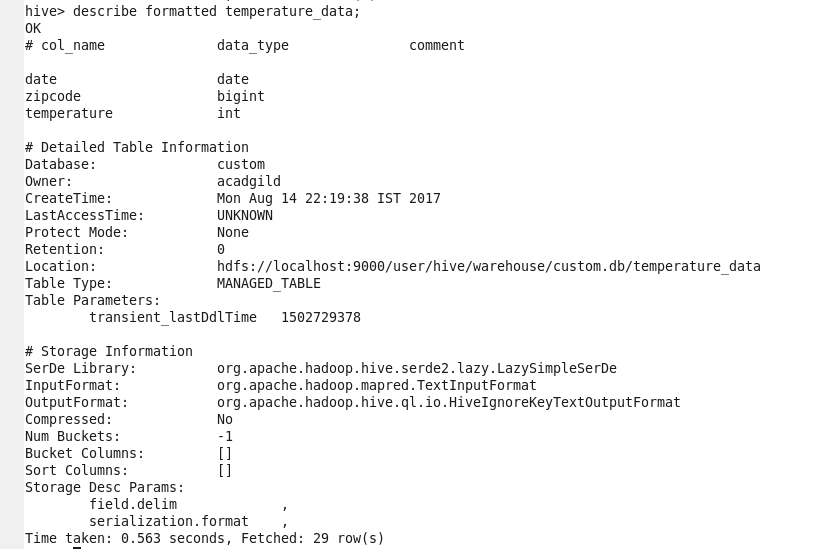 hive> describe formatted temperature_data;
OK
# col_name              data_type               comment
date                    date
zipcode                 bigint
temperature             int
# Detailed Table Information
Database:               custom
Owner:                  acadgild
CreateTime:             Mon Aug 14 22:19:38 IST 2017
LastAccessTime:         UNKNOWN
Protect Mode:           None
Retention:              0
Location:               hdfs://localhost:9000/user/hive/warehouse/custom.db/temperature_data
Table Type:             MANAGED_TABLE
Table Parameters:
        transient_lastDdlTime   1502729378
# Storage Information
SerDe Library:          org.apache.hadoop.hive.serde2.lazy.LazySimpleSerDe
InputFormat:            org.apache.hadoop.mapred.TextInputFormat
OutputFormat:           org.apache.hadoop.hive.ql.io.HiveIgnoreKeyTextOutputFormat
Compressed:             No
Num Buckets:            -1
Bucket Columns:         []
Sort Columns:           []
Storage Desc Params:
        field.delim             ,
        serialization.format    ,
Time taken: 0.563 seconds, Fetched: 29 row(s)